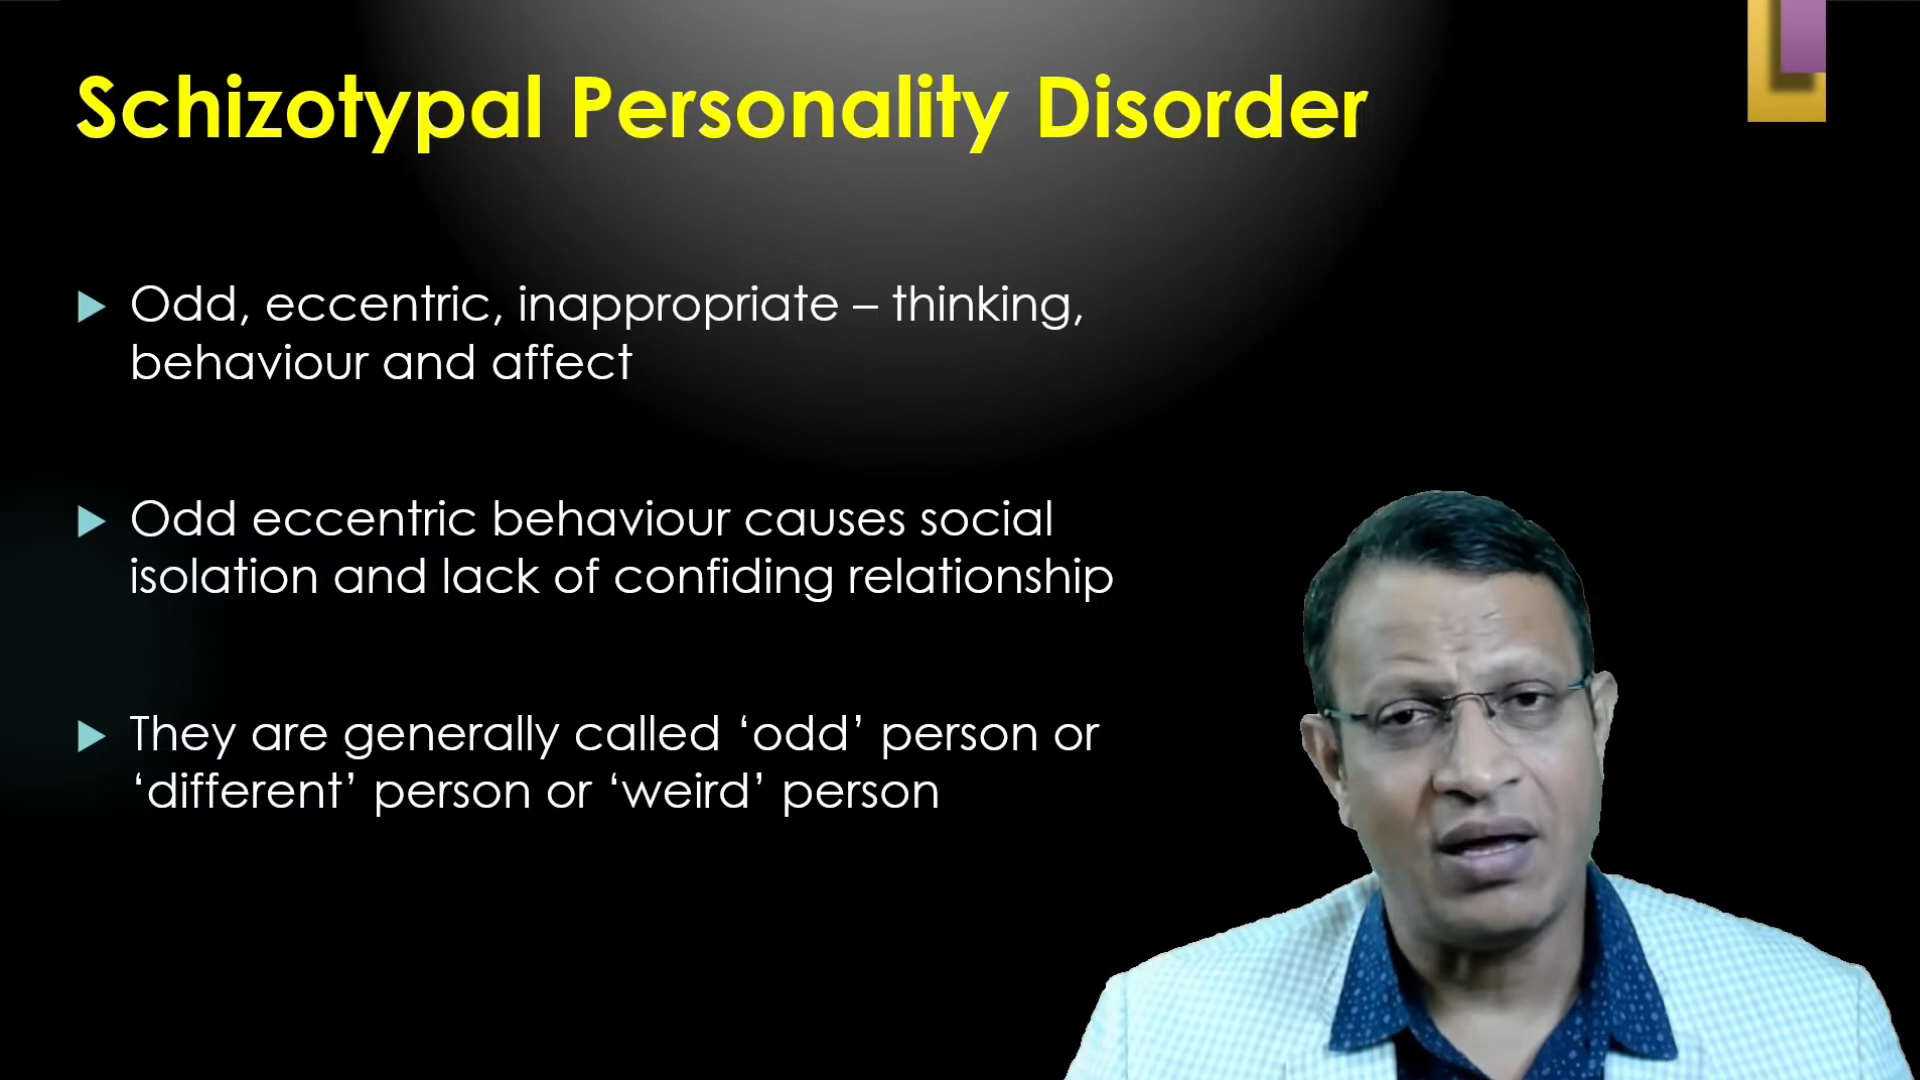 Schizotypal Personality Disorder
Odd, eccentric, inappropriate – thinking,
behaviour and affect
Odd eccentric behaviour causes social
isolation and lack of confiding relationship
They are generally called ‘odd’ person or
‘different’ person or ‘weird’ person